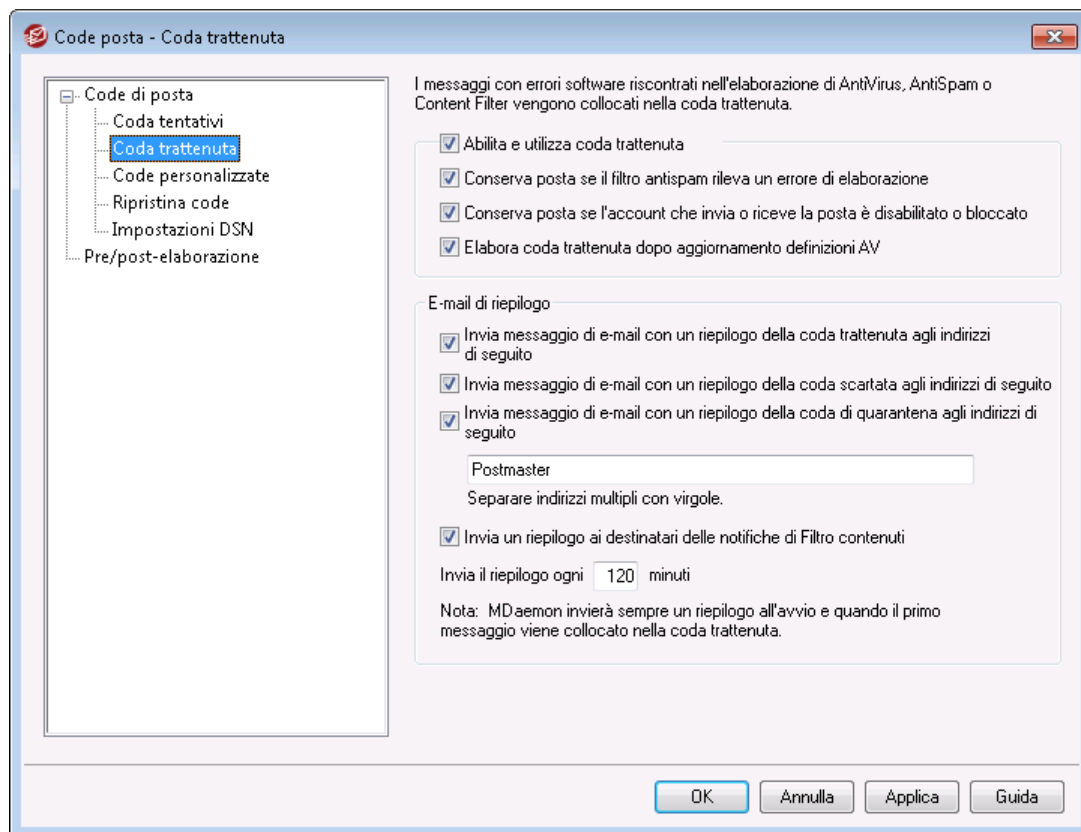 Code posta - Coda trattenuta
Code di posta
Coda tentativi
Coda trattenuta
Code personalizzate
Ripristina code
Impostazioni DSN
Pre/post-elaborazione
I messaggi con errori software riscontrati nell'elaborazione di AntiVirus, AntiSpam o
Content Filter vengono collocati nella coda trattenuta.
Abilita e utilizza coda trattenuta
Conserva posta se il filtro antispam rileva un errore di elaborazione
Conserva posta se l'account che invia o riceve la posta è disabilitato o bloccato
Elabora coda trattenuta dopo aggiornamento definizioni AV
E-mail di riepilogo
Invia messaggio di e-mail con un riepilogo della coda trattenuta agli indirizzi
di seguito
Invia messaggio di e-mail con un riepilogo della coda scartata agli indirizzi di seguito
Invia messaggio di e-mail con un riepilogo della coda di quarantena agli indirizzi di
seguito
Postmaster
Separare indirizzi multipli con virgole.
Invia un riepilogo ai destinatari delle notifiche di Filtro contenuti
Invia il riepilogo ogni 120 minuti
Nota: MDaemon invierà sempre un riepilogo all'avvio e quando il primo
messaggio viene collocato nella coda trattenuta.
OK Annulla Applica Guida